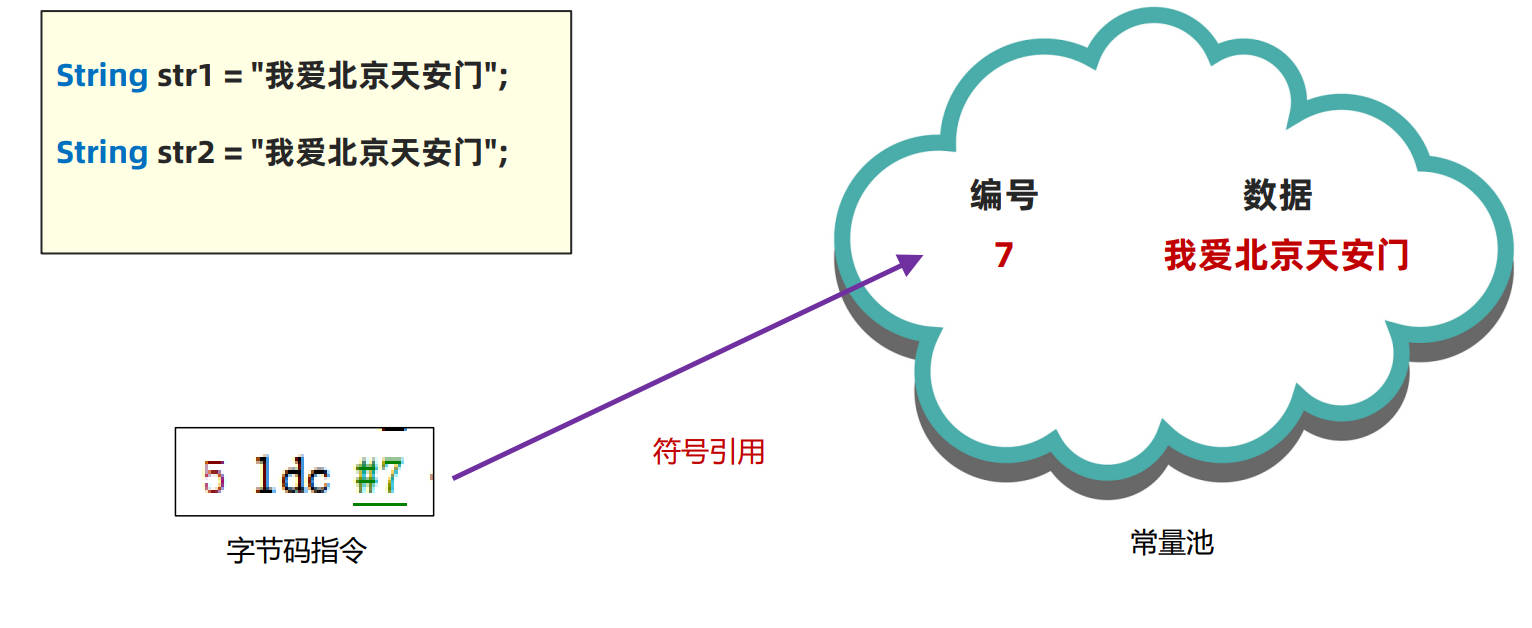 String str1 = "我爱北京天安门";
String str2 = "我爱北京天安门";
编号 数据
7 我爱北京天安门
符号引用
5 ldc #7
字节码指令
常量池